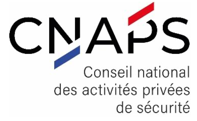 CNAPS
Conseil national
des activités privées
de sécurité